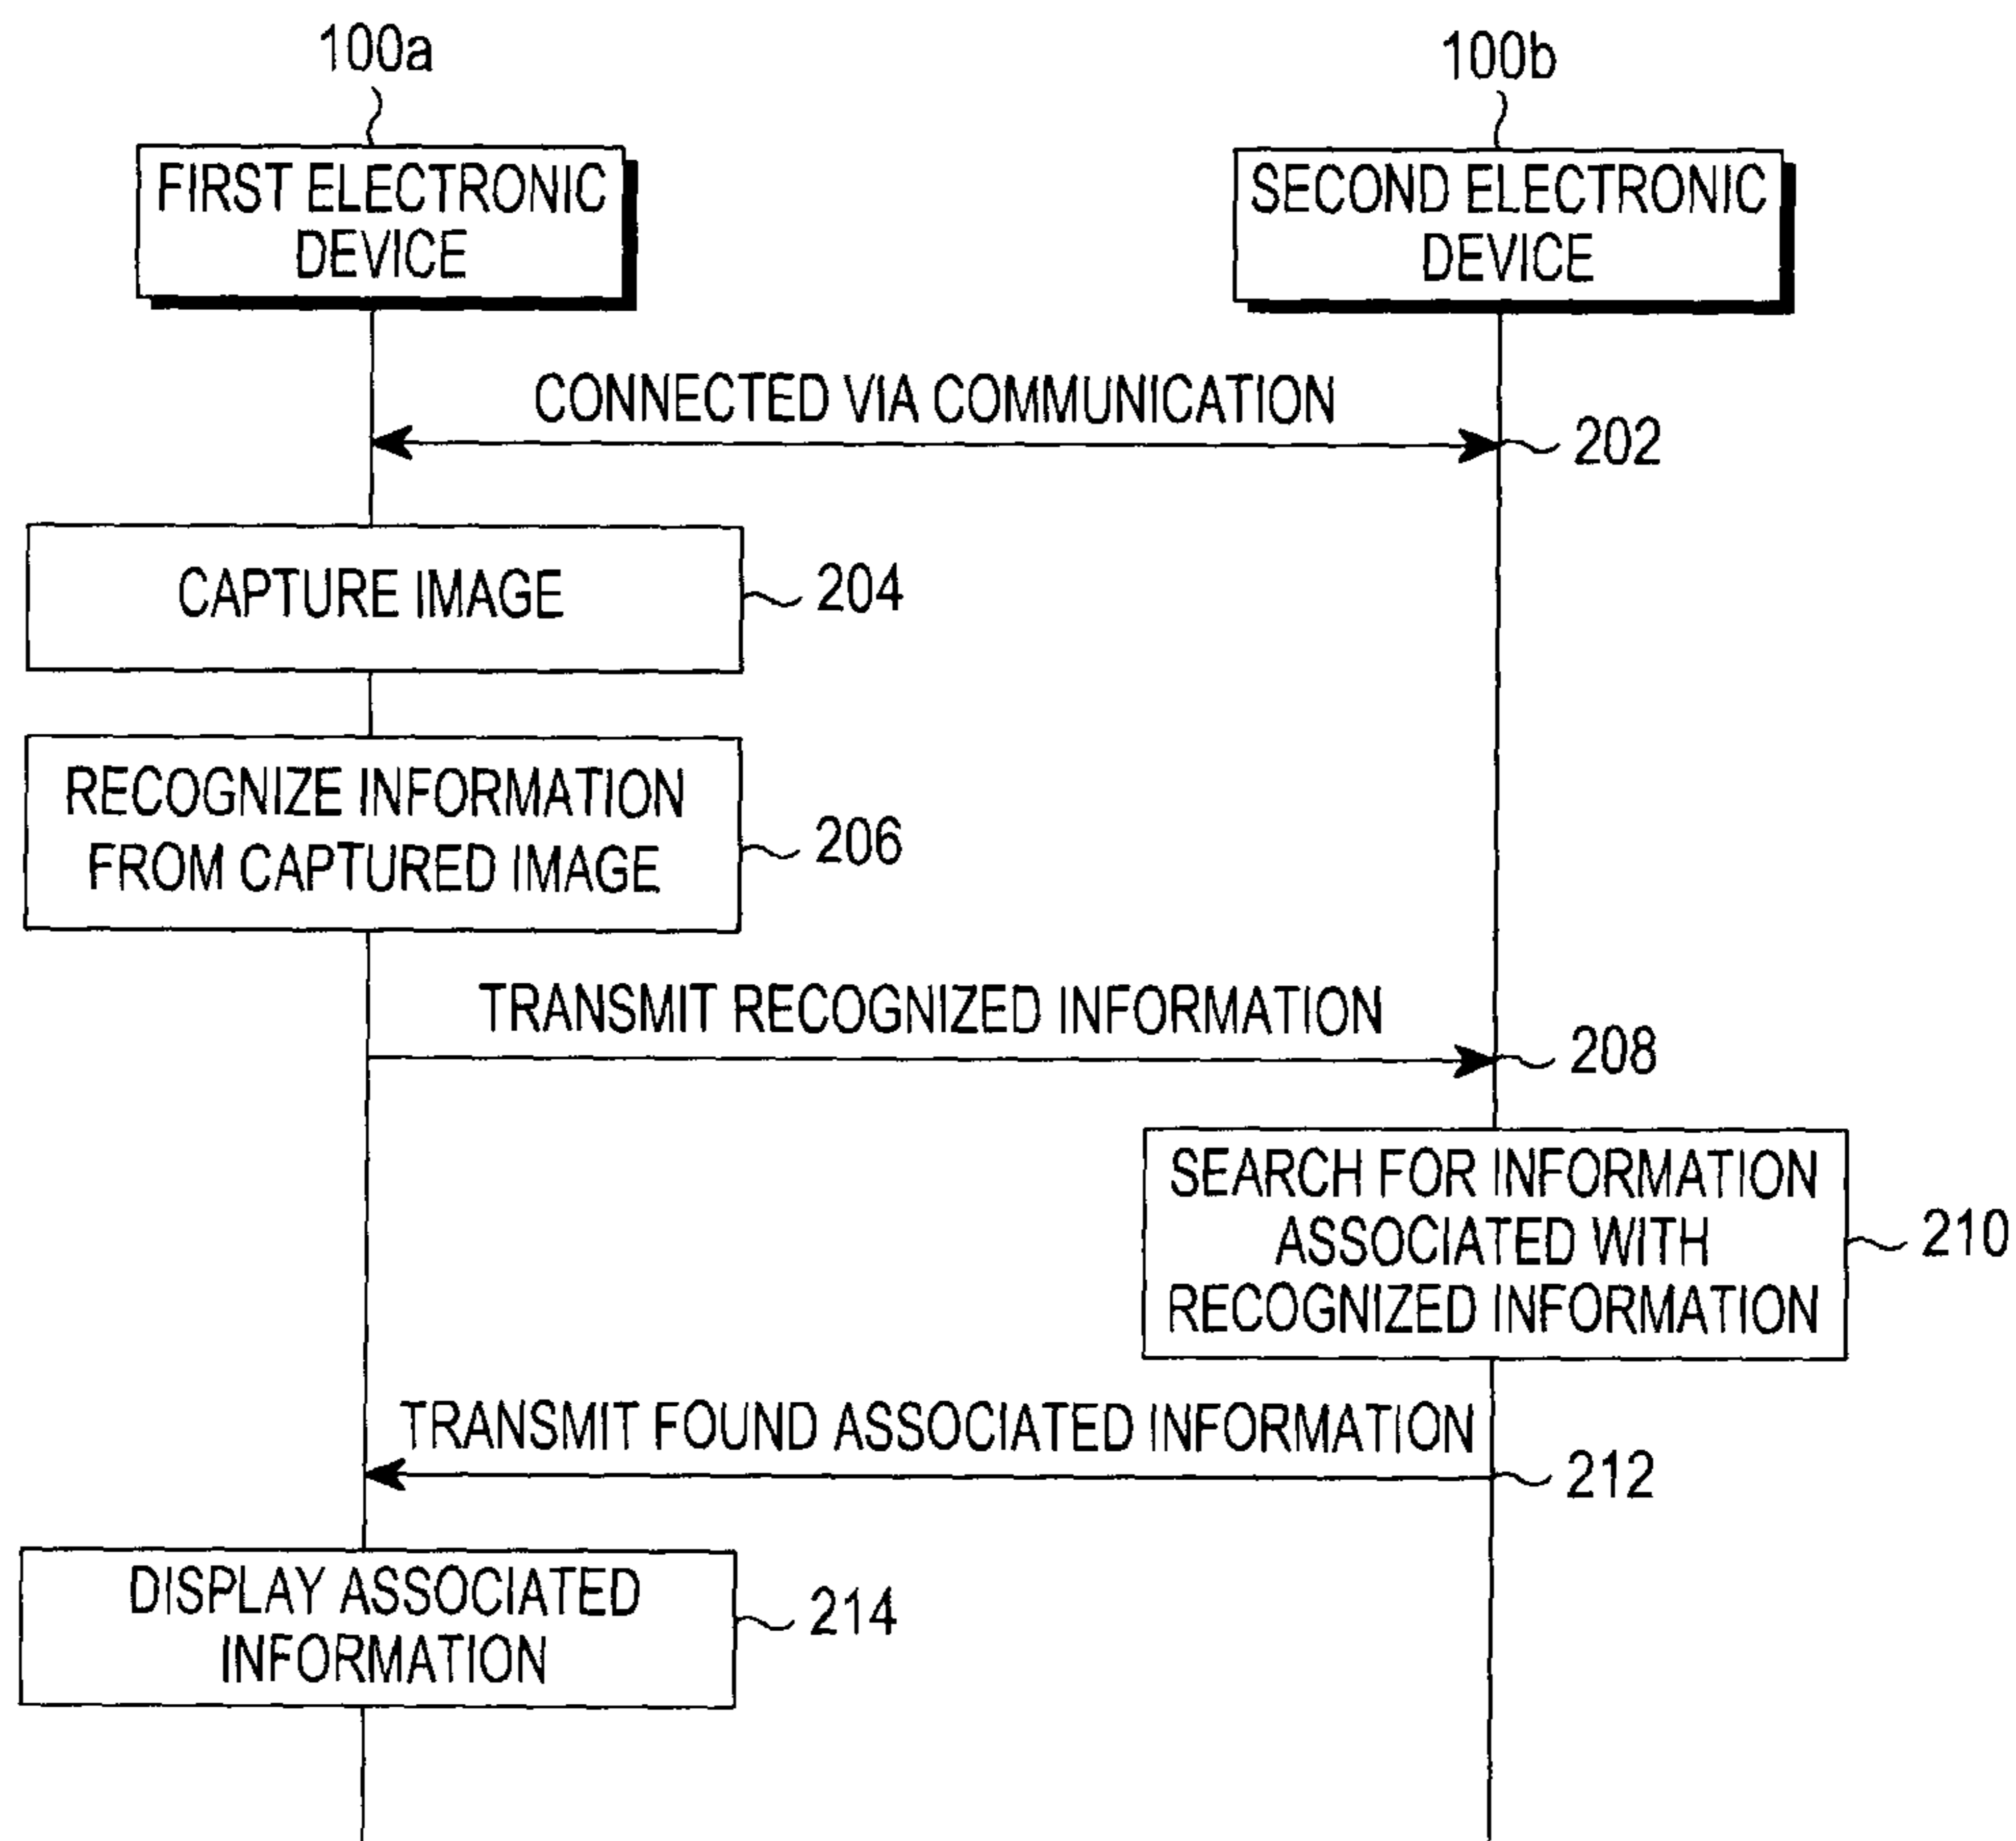 100a
100b
FIRST ELECTRONIC
DEVICE
SECOND ELECTRONIC
DEVICE
CONNECTED VIA COMMUNICATION
202
CAPTURE IMAGE
204
RECOGNIZE INFORMATION
FROM CAPTURED IMAGE
206
TRANSMIT RECOGNIZED INFORMATION
208
SEARCH FOR INFORMATION
ASSOCIATED WITH
RECOGNIZED INFORMATION
210
TRANSMIT FOUND ASSOCIATED INFORMATION
212
DISPLAY ASSOCIATED
INFORMATION
214